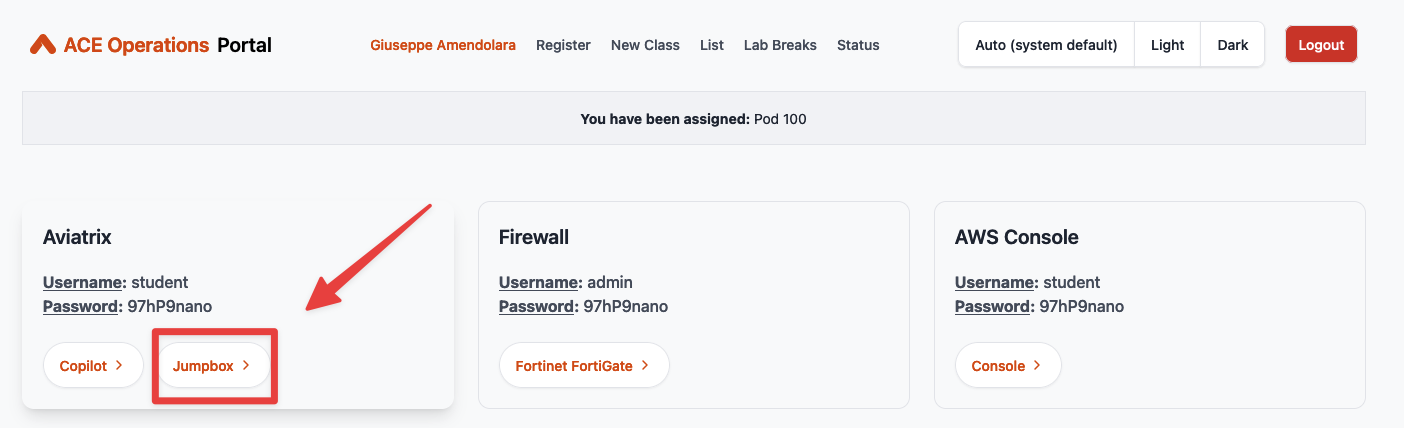 ACE Operations Portal
Giuseppe Amendolara Register New Class List Lab Breaks Status
Auto (system default) Light Dark
Logout
You have been assigned: Pod 100
Aviatrix
Username: student
Password: 97hP9nano
Copilot >
Jumpbox >
Firewall
Username: admin
Password: 97hP9nano
Fortinet FortiGate >
AWS Console
Username: student
Password: 97hP9nano
Console >